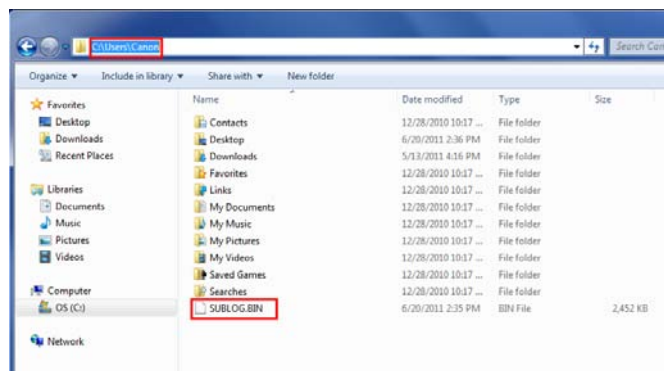 C:\Users\Canon
Search Can
Organize Include in library Share with New folder
Name Date modified Type Size
Favorites
Desktop
Downloads
Recent Places
Libraries
Documents
Music
Pictures
Videos
Computer
OS (C:)
Network
Contacts 12/28/2010 10:17 ... File folder
Desktop 6/20/2011 2:36 PM File folder
Downloads 5/13/2011 4:16 PM File folder
Favorites 12/28/2010 10:17 ... File folder
Links 12/28/2010 10:17 ... File folder
My Documents 12/28/2010 10:17 ... File folder
My Music 12/28/2010 10:17 ... File folder
My Pictures 12/28/2010 10:17 ... File folder
My Videos 12/28/2010 10:17 ... File folder
Saved Games 12/28/2010 10:17 ... File folder
Searches 12/28/2010 10:17 ... File folder
SUBLOG.BIN 6/20/2011 2:35 PM BIN File 2,452 KB